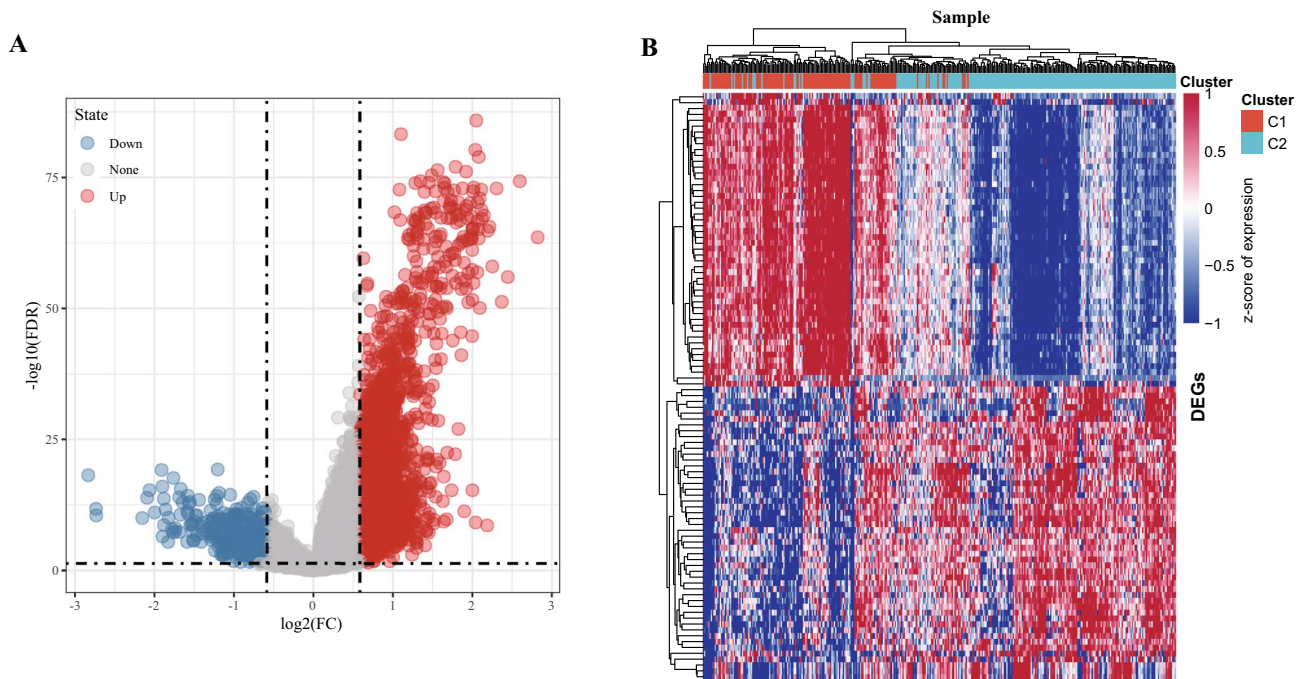 A
State
Down
None
Up
75
50
25
0
-3
-2
-1
0
1
2
3
-log10(FDR)
log2(FC)
B
Sample
Cluster
1
0.5
0
−0.5
−1
z-score of expression
Cluster
C1
C2
DEGs